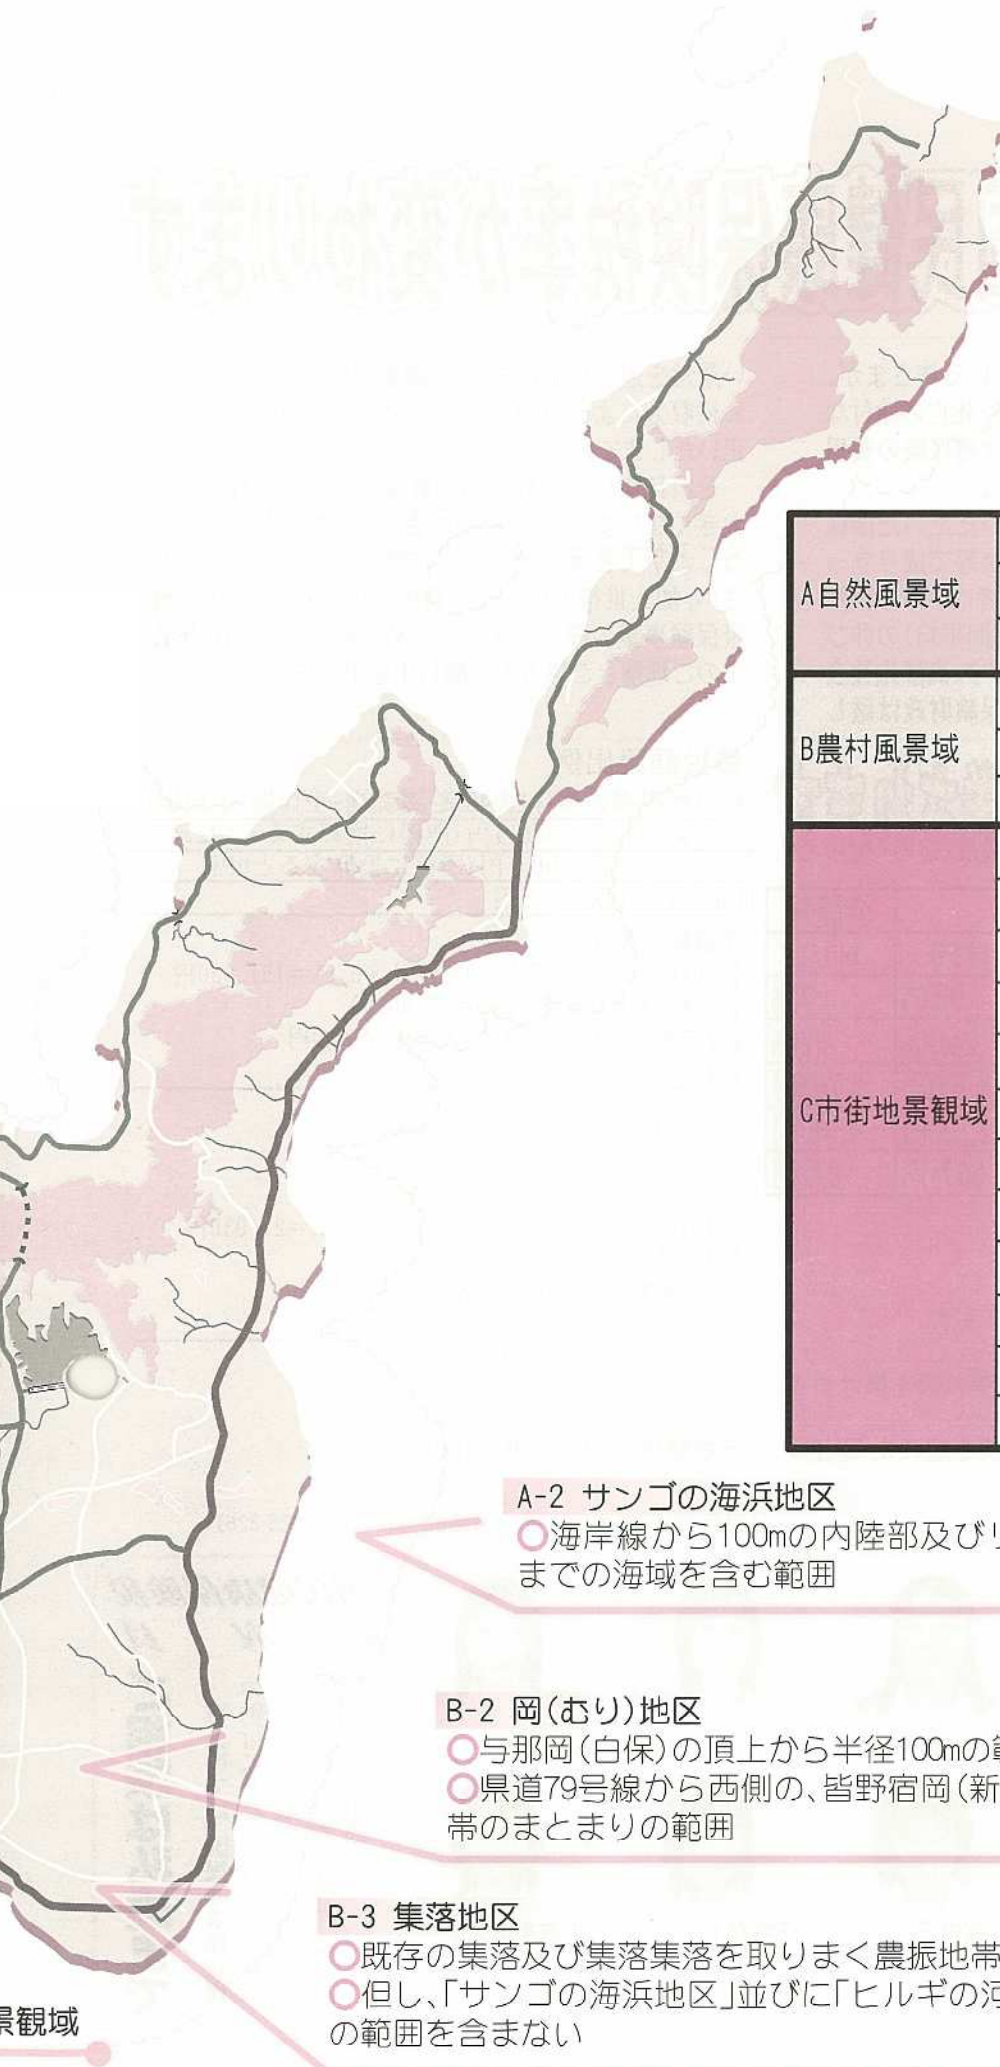 A自然風景域
B農村風景域
C市街地景観域
A-2 サンゴの海浜地区
○海岸線から100mの内陸部及びリ
までの海域を含む範囲
B-2 岡(むり)地区
○与那岡(白保)の頂上から半径100mの範
○県道79号線から西側の、皆野宿岡(新
帯のまとまりの範囲
B-3 集落地区
○既存の集落及び集落集落を取りまく農振地帯
○但し、「サンゴの海浜地区」並びに「ヒルギの河
の範囲を含まない
景観域